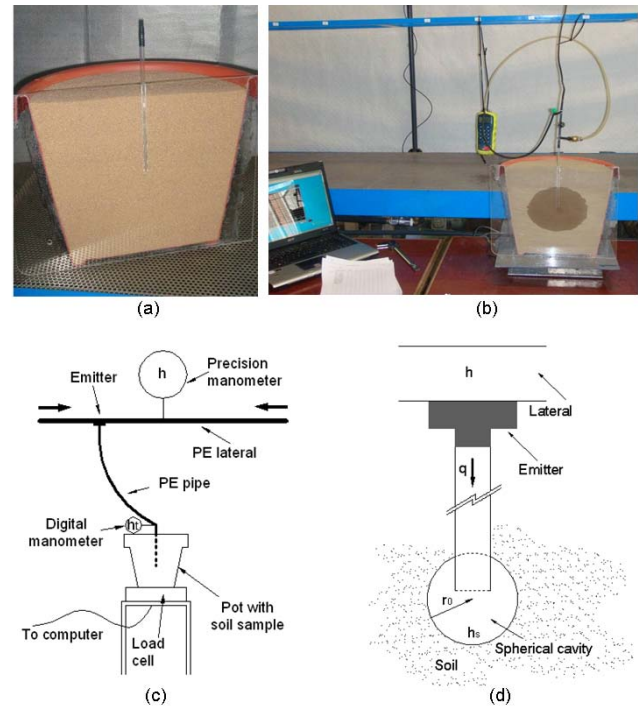 (a)
(b)
h
Precision
manometer
Emitter
PE lateral
PE pipe
Digital
manometer
ht
Pot with
soil sample
To computer
Load
cell
(c)
h
Lateral
Emitter
q
r0
hs
Spherical cavity
Soil
(d)